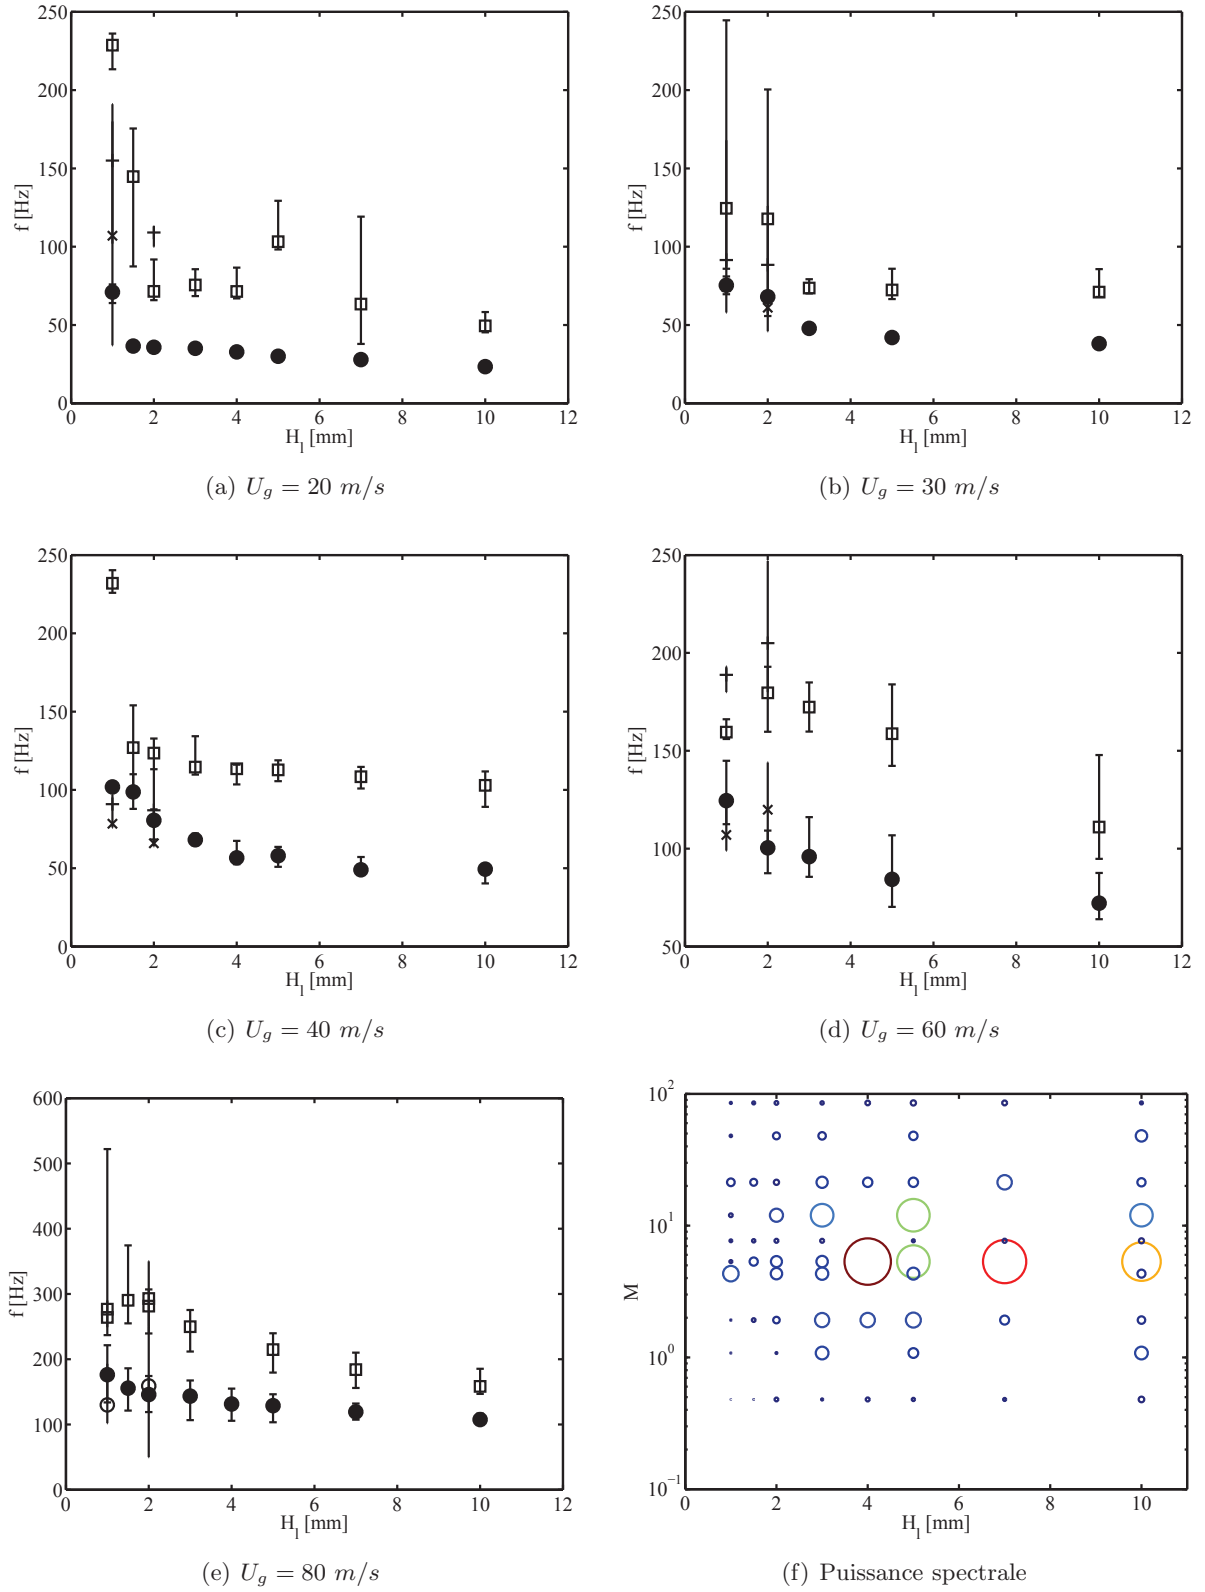 250
200
150
100
50
0
f [Hz]
0 2 4 6 8 10 12
H_l [mm]
(a) U_g = 20 m/s
250
200
150
100
50
0
f [Hz]
0 2 4 6 8 10 12
H_l [mm]
(b) U_g = 30 m/s
250
200
150
100
50
0
f [Hz]
0 2 4 6 8 10 12
H_l [mm]
(c) U_g = 40 m/s
250
200
150
100
50
f [Hz]
0 2 4 6 8 10 12
H_l [mm]
(d) U_g = 60 m/s
600
500
400
300
200
100
0
f [Hz]
0 2 4 6 8 10 12
H_l [mm]
(e) U_g = 80 m/s
10^2
10^1
10^0
10^-1
M
0 2 4 6 8 10
H_l [mm]
(f) Puissance spectrale